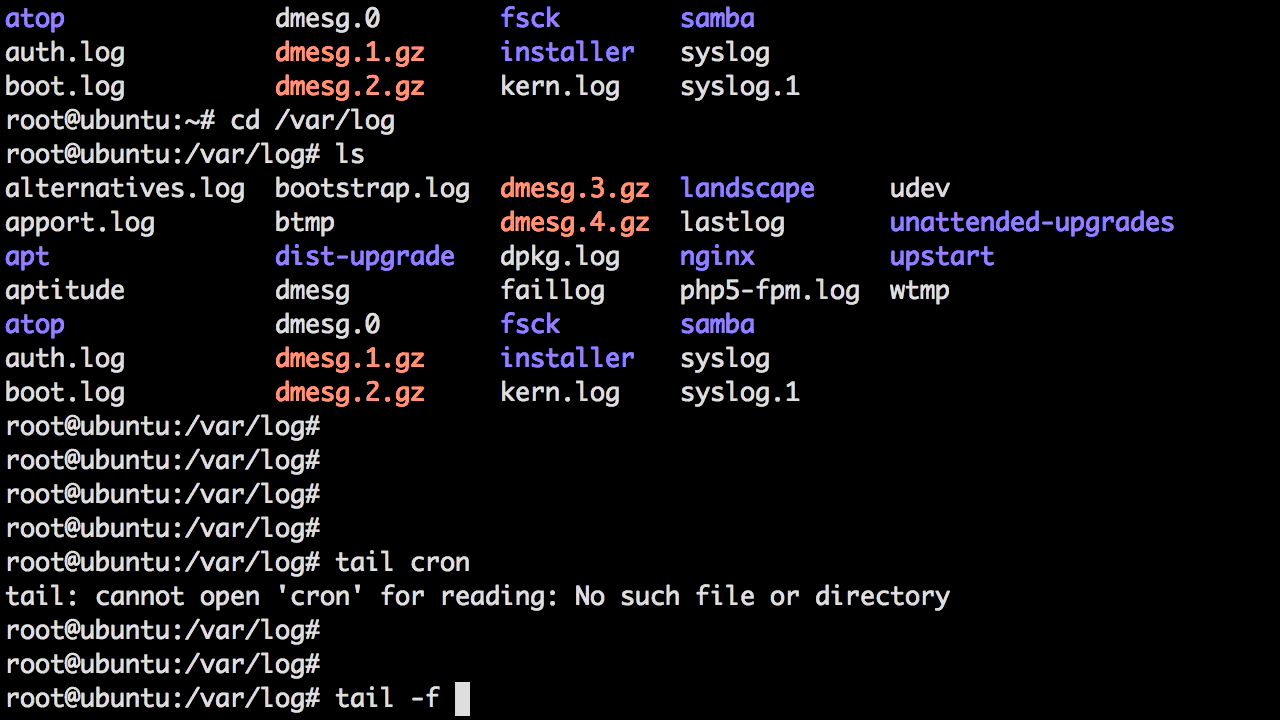 atop            dmesg.0        fsck       samba
auth.log        dmesg.1.gz     installer  syslog
boot.log        dmesg.2.gz     kern.log   syslog.1
root@ubuntu:~# cd /var/log
root@ubuntu:/var/log# ls
alternatives.log  bootstrap.log  dmesg.3.gz  landscape     udev
apport.log        btmp           dmesg.4.gz  lastlog       unattended-upgrades
apt               dist-upgrade   dpkg.log    nginx         upstart
aptitude          dmesg          faillog     php5-fpm.log  wtmp
atop              dmesg.0        fsck        samba
auth.log          dmesg.1.gz     installer   syslog
boot.log          dmesg.2.gz     kern.log    syslog.1
root@ubuntu:/var/log#
root@ubuntu:/var/log#
root@ubuntu:/var/log#
root@ubuntu:/var/log#
root@ubuntu:/var/log# tail cron
tail: cannot open 'cron' for reading: No such file or directory
root@ubuntu:/var/log#
root@ubuntu:/var/log#
root@ubuntu:/var/log# tail -f